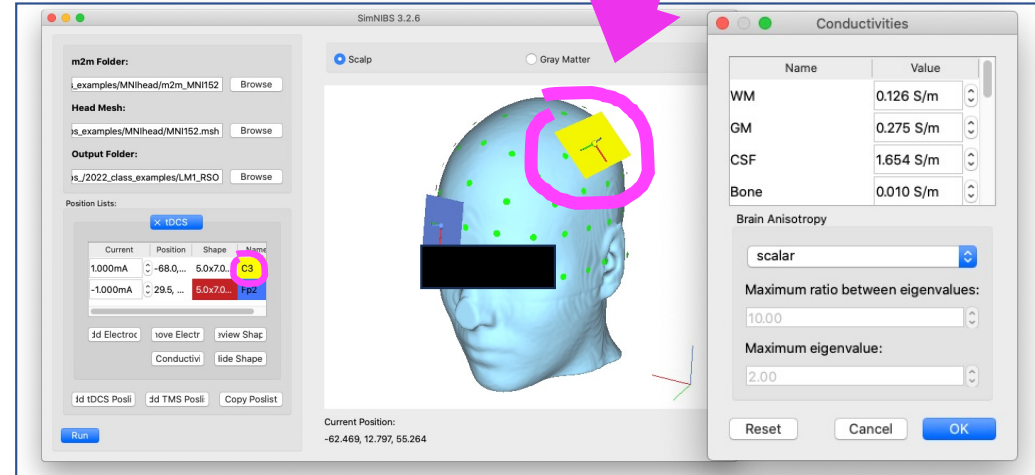 SimNIBS 3.2.6
m2m Folder:
s_examples/MNIhead/m2m_MNI152 Browse
Head Mesh:
os_examples/MNIhead/MNI152.msh Browse
Output Folder:
os_/2022_class_examples/LM1_RSO Browse
Position Lists:
× tDCS
Current Position Shape Name
1.000mA -68.0,... 5.0x7.0... C3
-1.000mA 29.5, ... 5.0x7.0... Fp2
dd Electroc nove Electr eview Shap
Conductivi lide Shape
dd tDCS Posli dd TMS Posli Copy Poslist
Run
Scalp Gray Matter
Current Position:
-62.469, 12.797, 55.264
Conductivities
Name Value
WM 0.126 S/m
GM 0.275 S/m
CSF 1.654 S/m
Bone 0.010 S/m
Brain Anisotropy
scalar
Maximum ratio between eigenvalues:
10.00
Maximum eigenvalue:
2.00
Reset Cancel OK